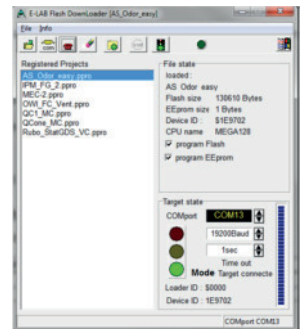 E-LAB Flash DownLoader [AS_Odor_easy]
File Info
Registered Projects
AS_Odor_easy.ppro
IPM_FG_2.ppro
MEC-2.ppro
OWI_FC_Vent.ppro
QC1_MC.ppro
QCone_MC.ppro
Rubo_StatGDS_VC.ppro
File state
loaded :
AS Odor easy
Flash size 130610 Bytes
EEprom size 1 Bytes
Device ID : $1E9702
CPU name MEGA128
program Flash
program EEprom
Target state
COMport COM13
19200Baud
1sec
Time out
Mode Target connecte
Loader ID : $0000
Device ID : 1E9702
COMport COM13